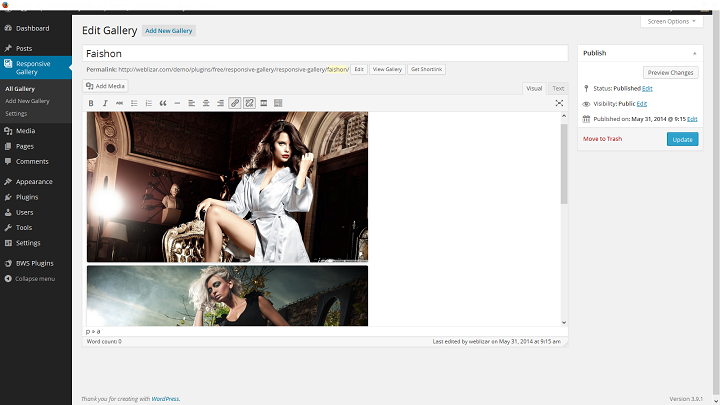 Screen Options
Dashboard
Posts
Responsive
Gallery
All Gallery
Add New Gallery
Settings
Media
Pages
Comments
Appearance
Plugins
Users
Tools
Settings
BWS Plugins
Collapse menu
Edit Gallery Add New Gallery
Faishon
Permalink: http://weblizar.com/demo/plugins/free/responsive-gallery/responsive-gallery/faishon/ Edit View Gallery Get Shortlink
Add Media
Visual Text
B I ABC
p » a
Word count: 0
Last edited by weblizar on May 31, 2014 at 9:15 am
Publish
Preview Changes
Status: Published Edit
Visibility: Public Edit
Published on: May 31, 2014 @ 9:15 Edit
Move to Trash Update
Thank you for creating with WordPress.
Version 3.9.1